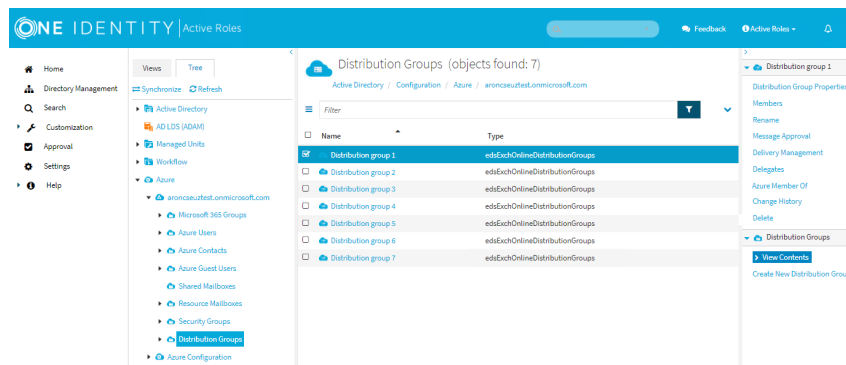 ONE IDENTITY Active Roles
Feedback
Active Roles
Home
Directory Management
Search
Customization
Approval
Settings
Help
Views
Tree
Synchronize
Refresh
Active Directory
AD LDS (ADAM)
Managed Units
Workflow
Azure
aroncseuztest.onmicrosoft.com
Microsoft 365 Groups
Azure Users
Azure Contacts
Azure Guest Users
Shared Mailboxes
Resource Mailboxes
Security Groups
Distribution Groups
Azure Configuration
Distribution Groups (objects found: 7)
Active Directory / Configuration / Azure / aroncseuztest.onmicrosoft.com
Filter
Name Type
Distribution group 1 edsExchOnlineDistributionGroups
Distribution group 2 edsExchOnlineDistributionGroups
Distribution group 3 edsExchOnlineDistributionGroups
Distribution group 4 edsExchOnlineDistributionGroups
Distribution group 5 edsExchOnlineDistributionGroups
Distribution group 6 edsExchOnlineDistributionGroups
Distribution group 7 edsExchOnlineDistributionGroups
Distribution group 1
Distribution Group Properties
Members
Rename
Message Approval
Delivery Management
Delegates
Azure Member Of
Change History
Delete
Distribution Groups
View Contents
Create New Distribution Grou